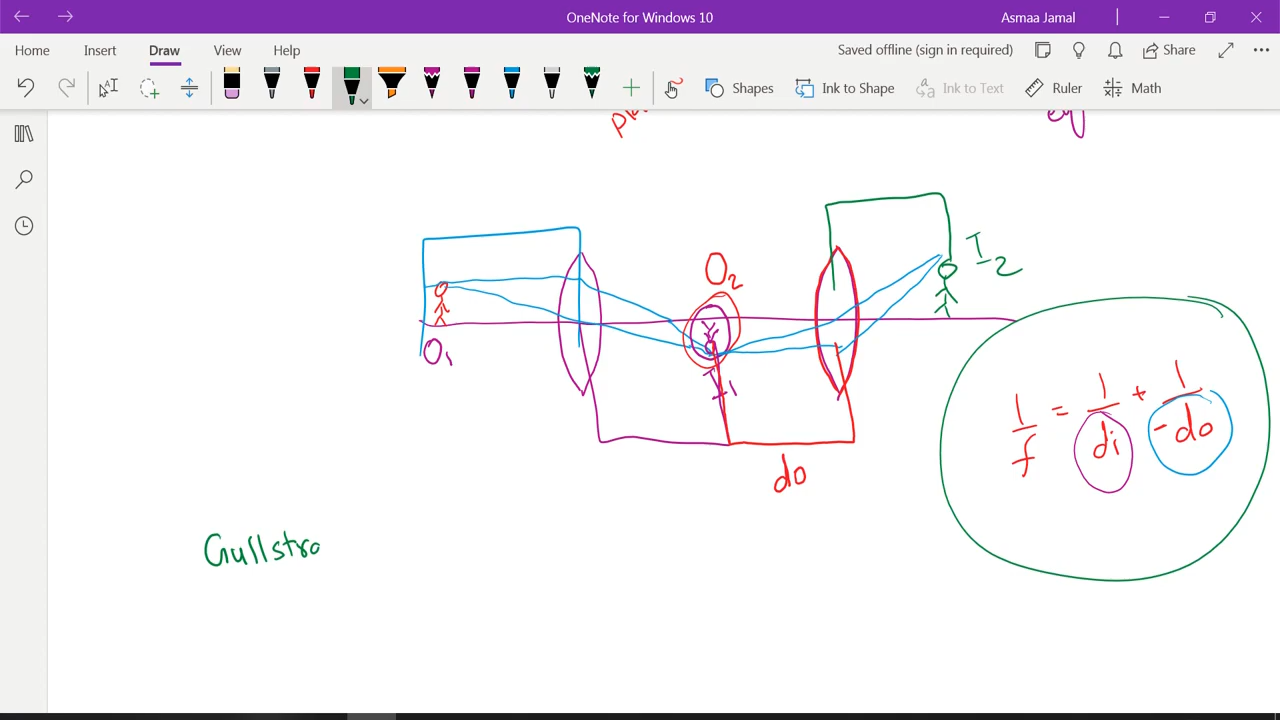 OneNote for Windows 10
Asmaa Jamal
Home Insert Draw View Help
Saved offline (sign in required)
Share
Shapes
Ink to Shape
Ink to Text
Ruler
Math
eq
I2
O2
O1
I1
1/f = 1/di + 1/-do
do
Gullstro